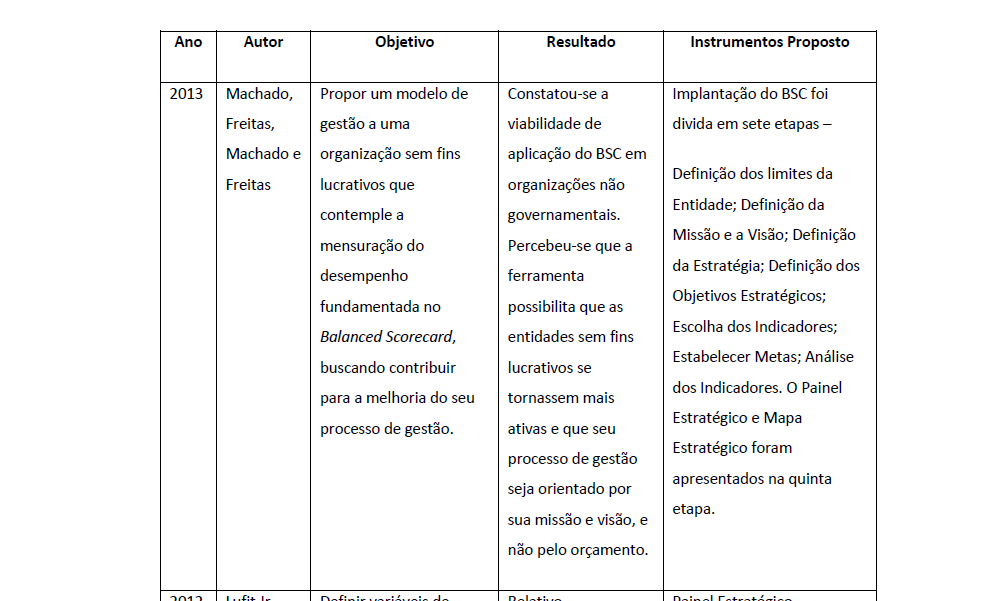 Ano
Autor
Objetivo
Resultado
Instrumentos Proposto
2013
Machado,
Freitas,
Machado e
Freitas
Propor um modelo de
gestão a uma
organização sem fins
lucrativos que
contemple a
mensuração do
desempenho
fundamentada no
Balanced Scorecard,
buscando contribuir
para a melhoria do seu
processo de gestão.
Constatou-se a
viabilidade de
aplicação do BSC em
organizações não
governamentais.
Percebeu-se que a
ferramenta
possibilita que as
entidades sem fins
lucrativos se
tornassem mais
ativas e que seu
processo de gestão
seja orientado por
sua missão e visão, e
não pelo orçamento.
Implantação do BSC foi
divida em sete etapas –
Definição dos limites da
Entidade; Definição da
Missão e a Visão; Definição
da Estratégia; Definição dos
Objetivos Estratégicos;
Escolha dos Indicadores;
Estabelecer Metas; Análise
dos Indicadores. O Painel
Estratégico e Mapa
Estratégico foram
apresentados na quinta
etapa.
2012
Definir variáveis de
Relativo
Painel Estratégico